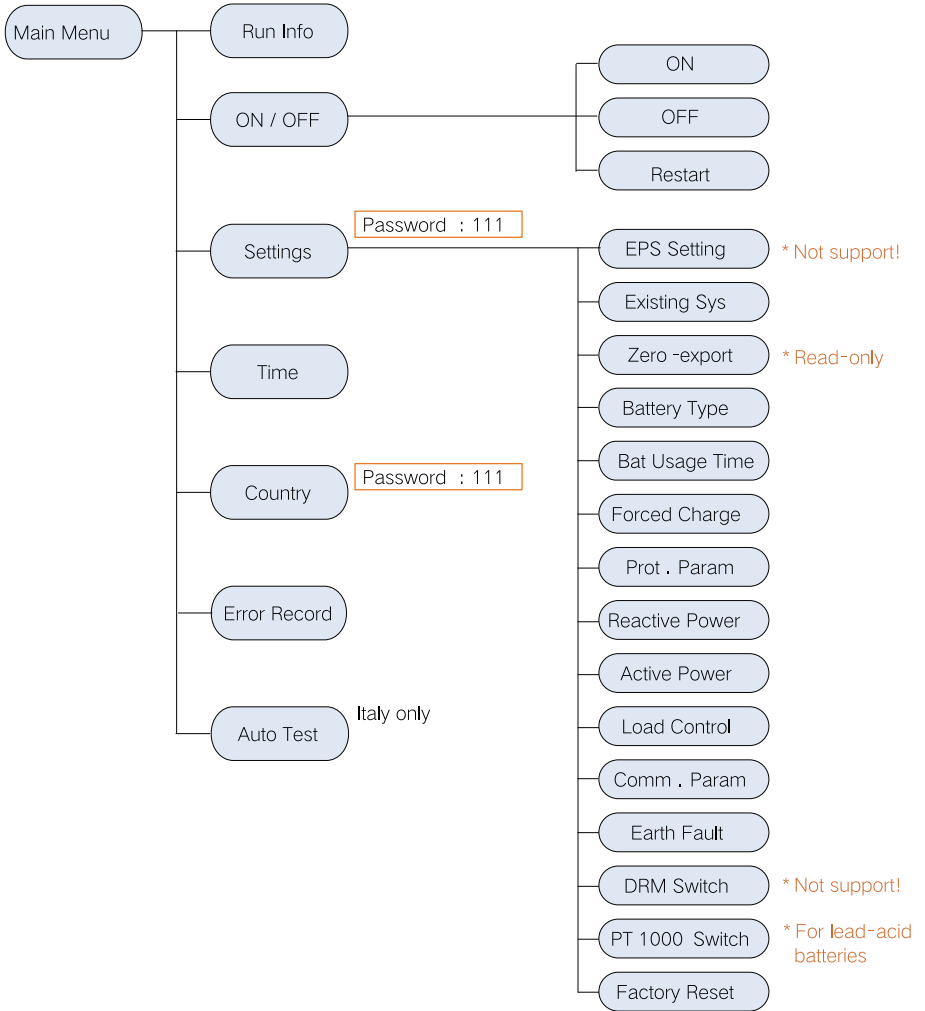 Main Menu
Run Info
ON / OFF
ON
OFF
Restart
Settings
Password : 111
EPS Setting
* Not support!
Existing Sys
Zero -export
* Read-only
Battery Type
Bat Usage Time
Forced Charge
Prot . Param
Reactive Power
Active Power
Load Control
Comm . Param
Earth Fault
DRM Switch
* Not support!
PT 1000 Switch
* For lead-acid
batteries
Factory Reset
Time
Country
Password : 111
Error Record
Auto Test
Italy only